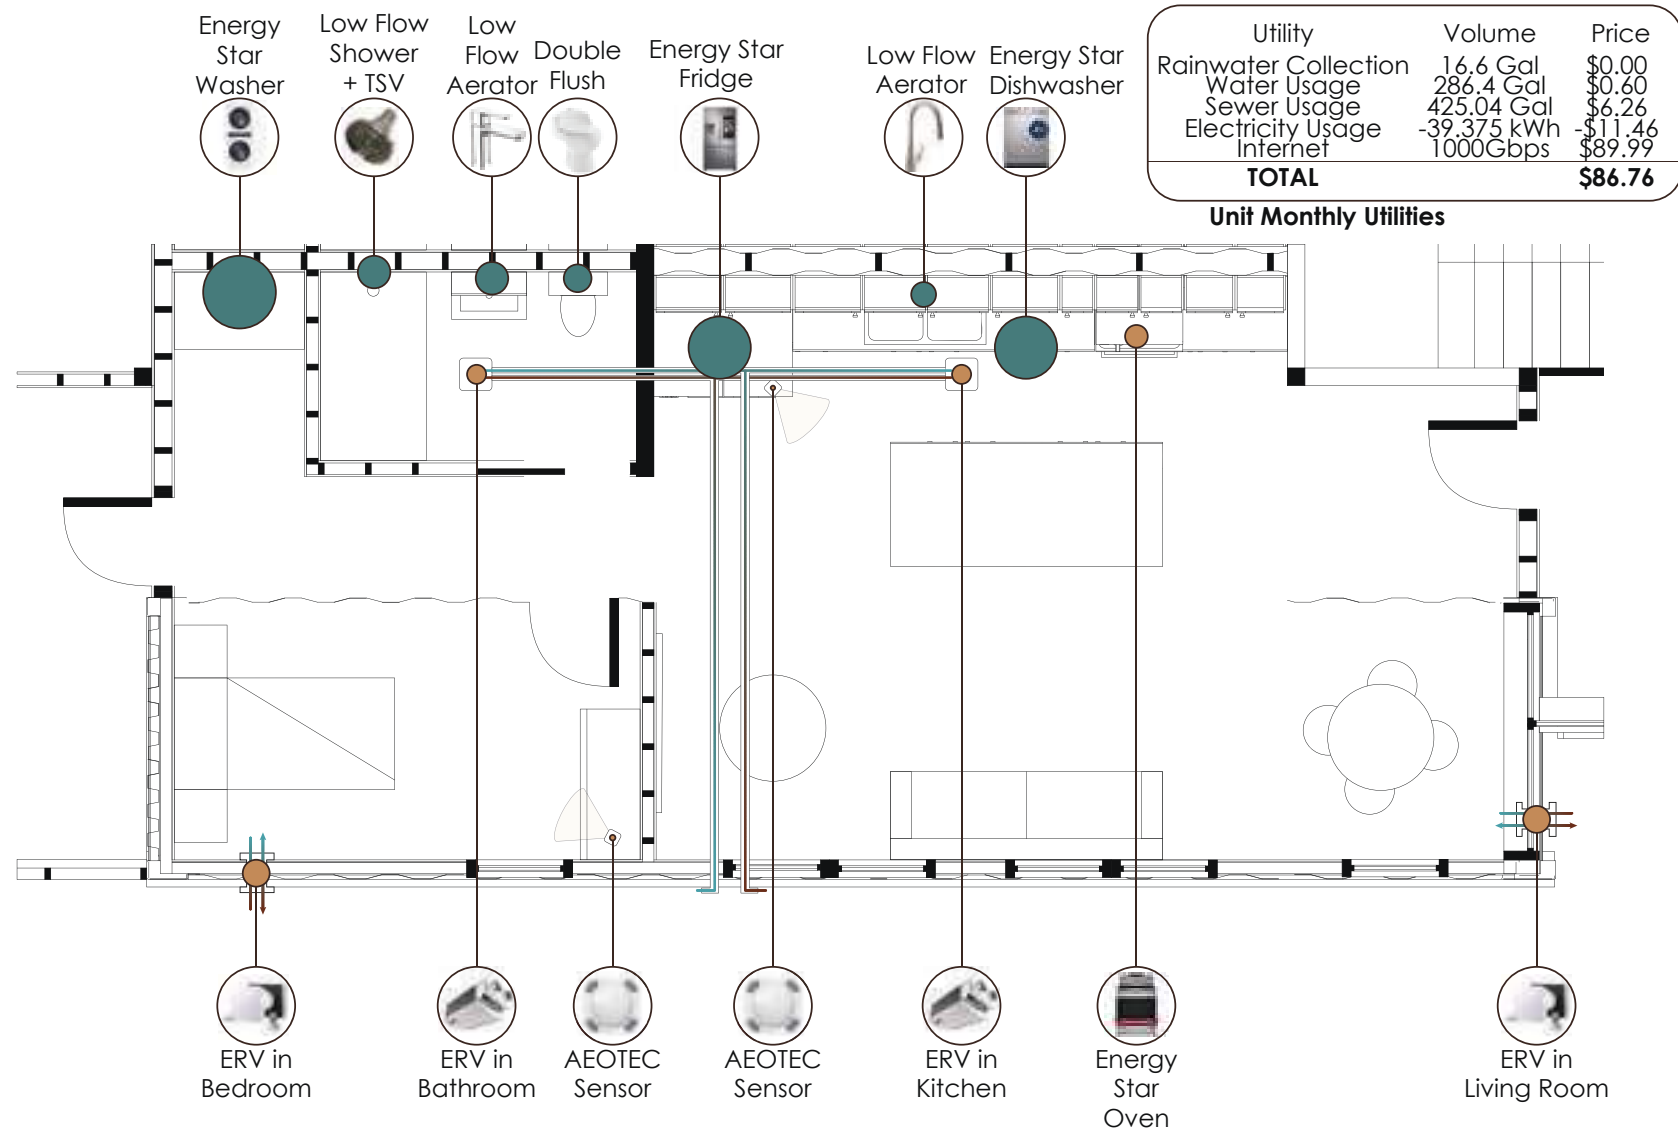 Energy
Star
Washer
Low Flow
Shower
+ TSV
Low
Flow
Aerator
Double
Flush
Energy Star
Fridge
Low Flow
Aerator
Energy Star
Dishwasher
Utility Volume Price
Rainwater Collection 16.6 Gal $0.00
Water Usage 286.4 Gal $0.60
Sewer Usage 425.04 Gal $6.26
Electricity Usage -39.375 kWh -$11.46
Internet 1000Gbps $89.99
TOTAL $86.76
Unit Monthly Utilities
ERV in
Bedroom
ERV in
Bathroom
AEOTEC
Sensor
AEOTEC
Sensor
ERV in
Kitchen
Energy
Star
Oven
ERV in
Living Room